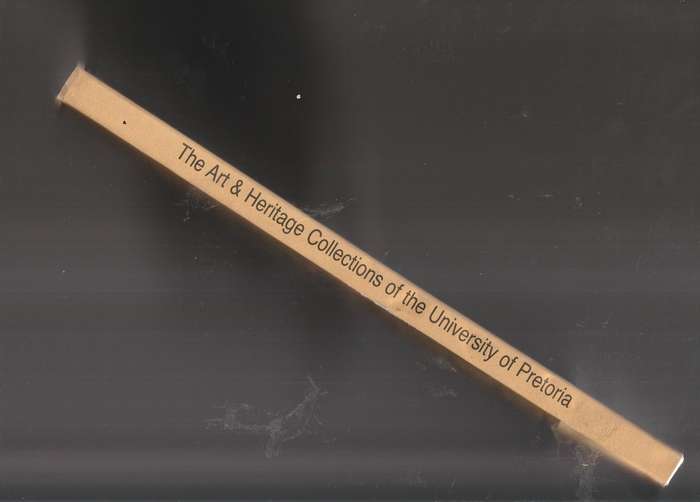 The Art & Heritage Collections of the University of Pretoria